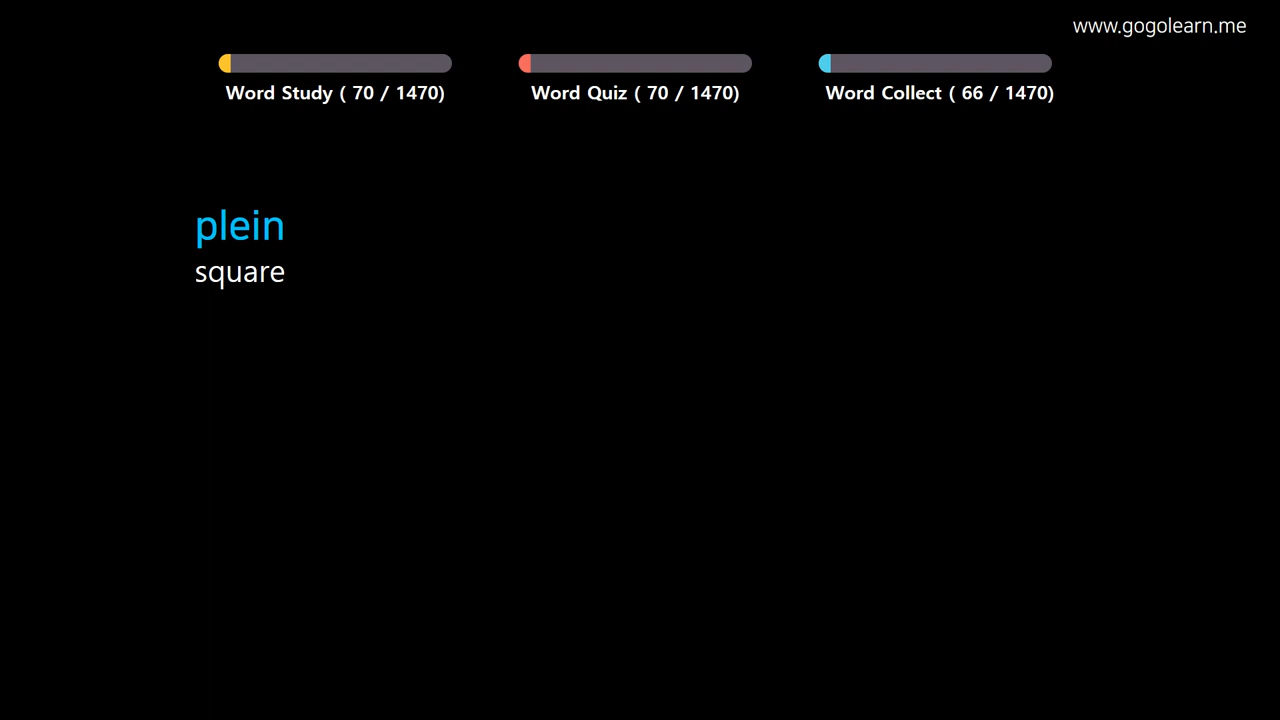 www.gogolearn.me
Word Study ( 70 / 1470)
Word Quiz ( 70 / 1470)
Word Collect ( 66 / 1470)
plein
square